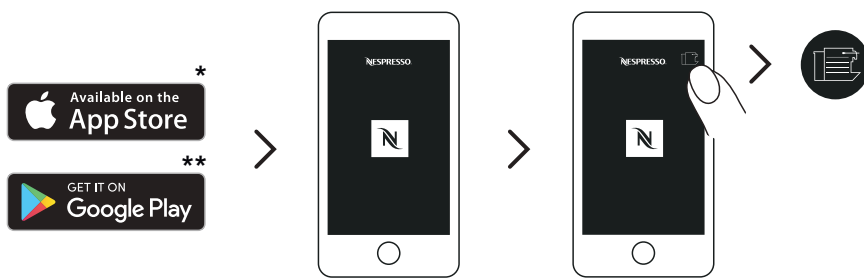 *
Available on the
App Store
**
GET IT ON
Google Play
NESPRESSO
N
NESPRESSO
N